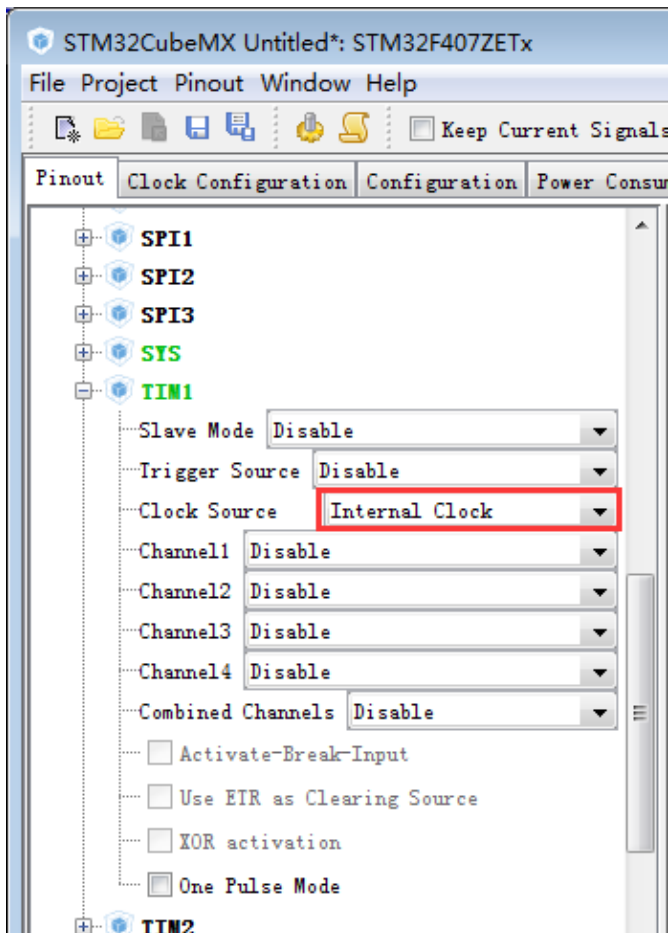 STM32CubeMX Untitled*: STM32F407ZETx
File Project Pinout Window Help
Keep Current Signals
Pinout Clock Configuration Configuration Power Consu
SPI1
SPI2
SPI3
SYS
TIM1
Slave Mode Disable
Trigger Source Disable
Clock Source Internal Clock
Channel1 Disable
Channel2 Disable
Channel3 Disable
Channel4 Disable
Combined Channels Disable
Activate-Break-Input
Use ETR as Clearing Source
XOR activation
One Pulse Mode
TIM2